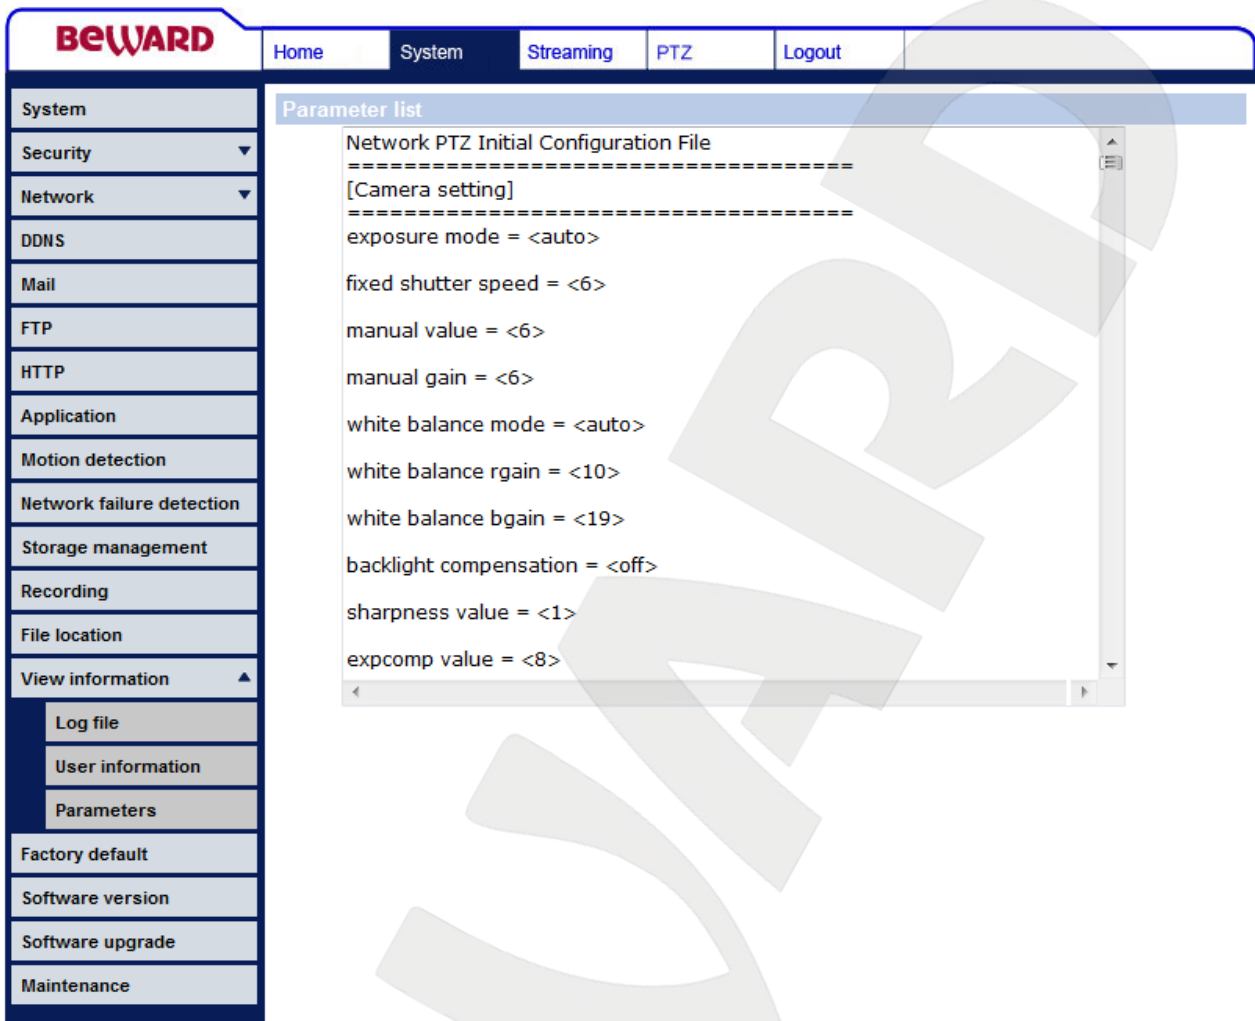 BEWARD
Home System Streaming PTZ Logout
System
Security
Network
DDNS
Mail
FTP
HTTP
Application
Motion detection
Network failure detection
Storage management
Recording
File location
View information
Log file
User information
Parameters
Factory default
Software version
Software upgrade
Maintenance
Parameter list
Network PTZ Initial Configuration File
====================================
[Camera setting]
====================================
exposure mode = <auto>
fixed shutter speed = <6>
manual value = <6>
manual gain = <6>
white balance mode = <auto>
white balance rgain = <10>
white balance bgain = <19>
backlight compensation = <off>
sharpness value = <1>
expcomp value = <8>